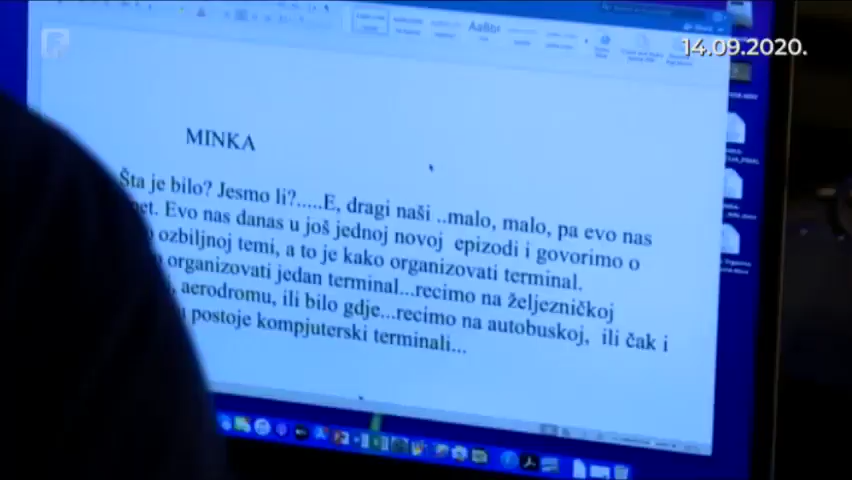 14.09.2020.
MINKA
Šta je bilo? Jesmo li?.....E, dragi naši ..malo, malo, pa evo nas
Evo nas danas u još jednoj novoj epizodi i govorimo o
ozbiljnoj temi, a to je kako organizovati terminal.
organizovati jedan terminal...recimo na željezničkoj
aerodromu, ili bilo gdje...recimo na autobuskoj, ili čak i
postoje kompjuterski terminali...